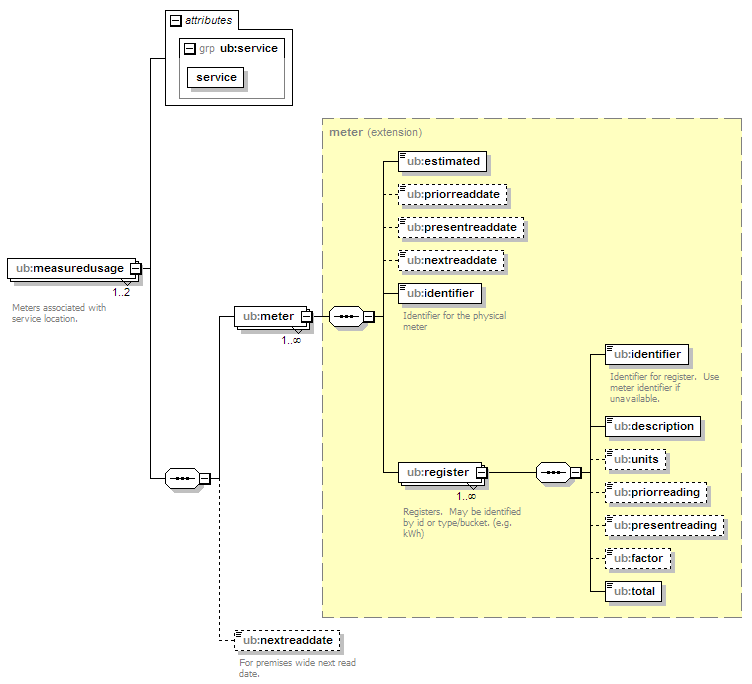 attributes
grp ub:service
service
meter (extension)
ub:estimated
ub:priorreaddate
ub:presentreaddate
ub:nextreaddate
ub:measuredusage
1..2
Meters associated with
service location.
ub:identifier
Identifier for the physical
meter
ub:meter
1..∞
ub:identifier
Identifier for register. Use
meter identifier if
unavailable.
ub:description
ub:units
ub:register
1..∞
Registers. May be identified
by id or type/bucket. (e.g.
kWh)
ub:priorreading
ub:presentreading
ub:factor
ub:total
ub:nextreaddate
For premises wide next read
date.